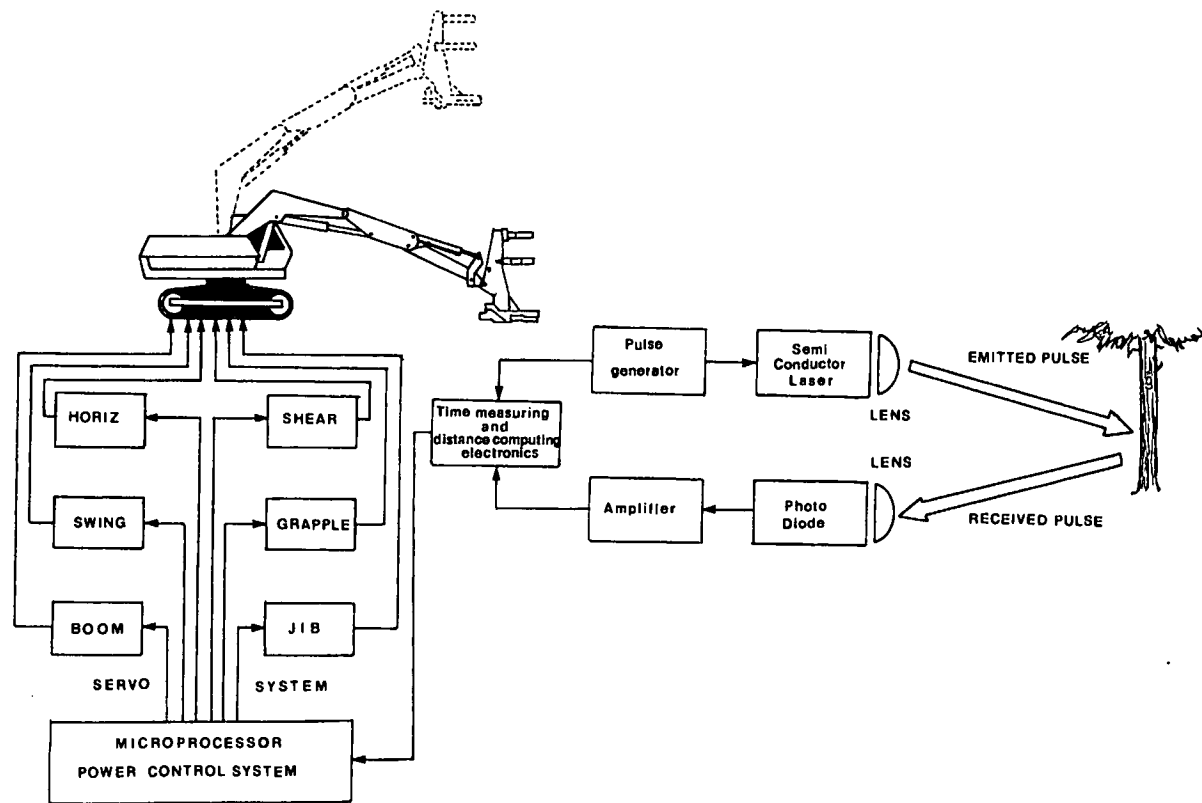 Pulse
generator
Semi
Conductor
Laser
EMITTED PULSE
LENS
HORIZ
SHEAR
Time measuring
and
distance computing
electronics
LENS
SWING
GRAPPLE
Amplifier
Photo
Diode
RECEIVED PULSE
BOOM
JIB
SERVO SYSTEM
MICROPROCESSOR
POWER CONTROL SYSTEM